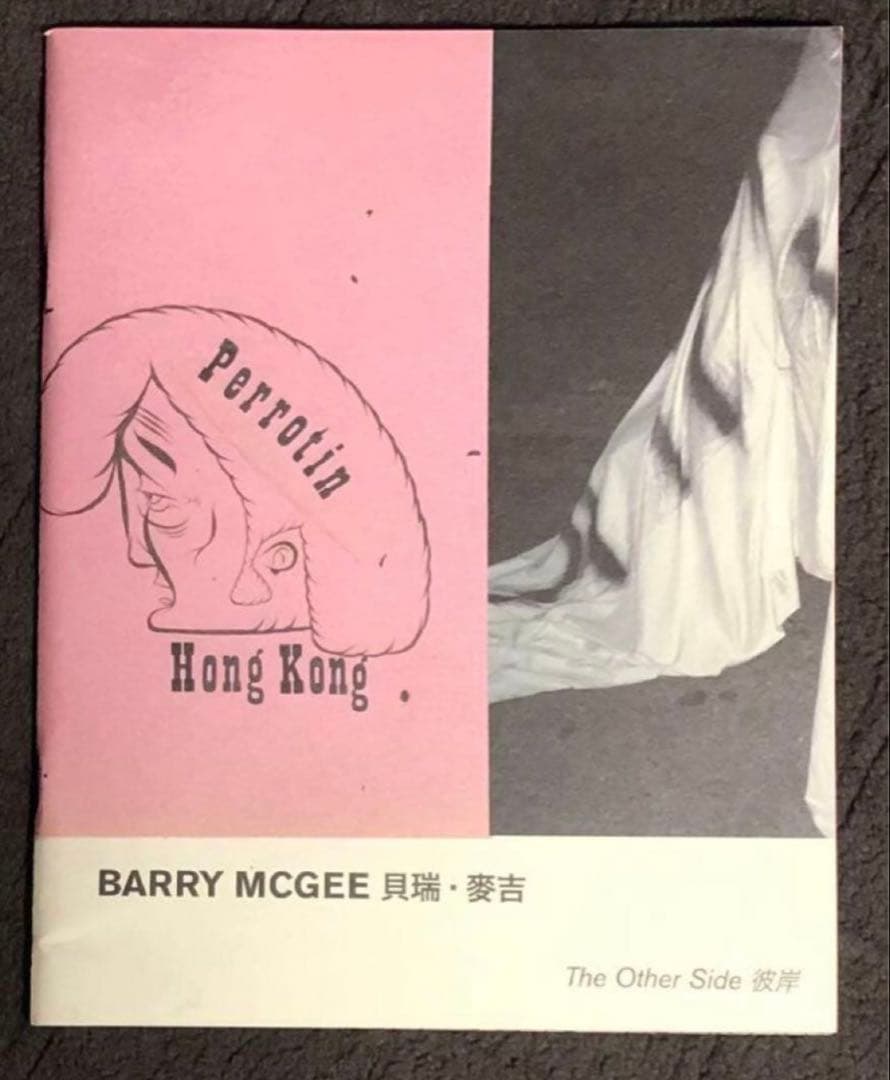 Perrotin
Hong Kong
BARRY MCGEE 貝瑞·麥吉
The Other Side 彼岸